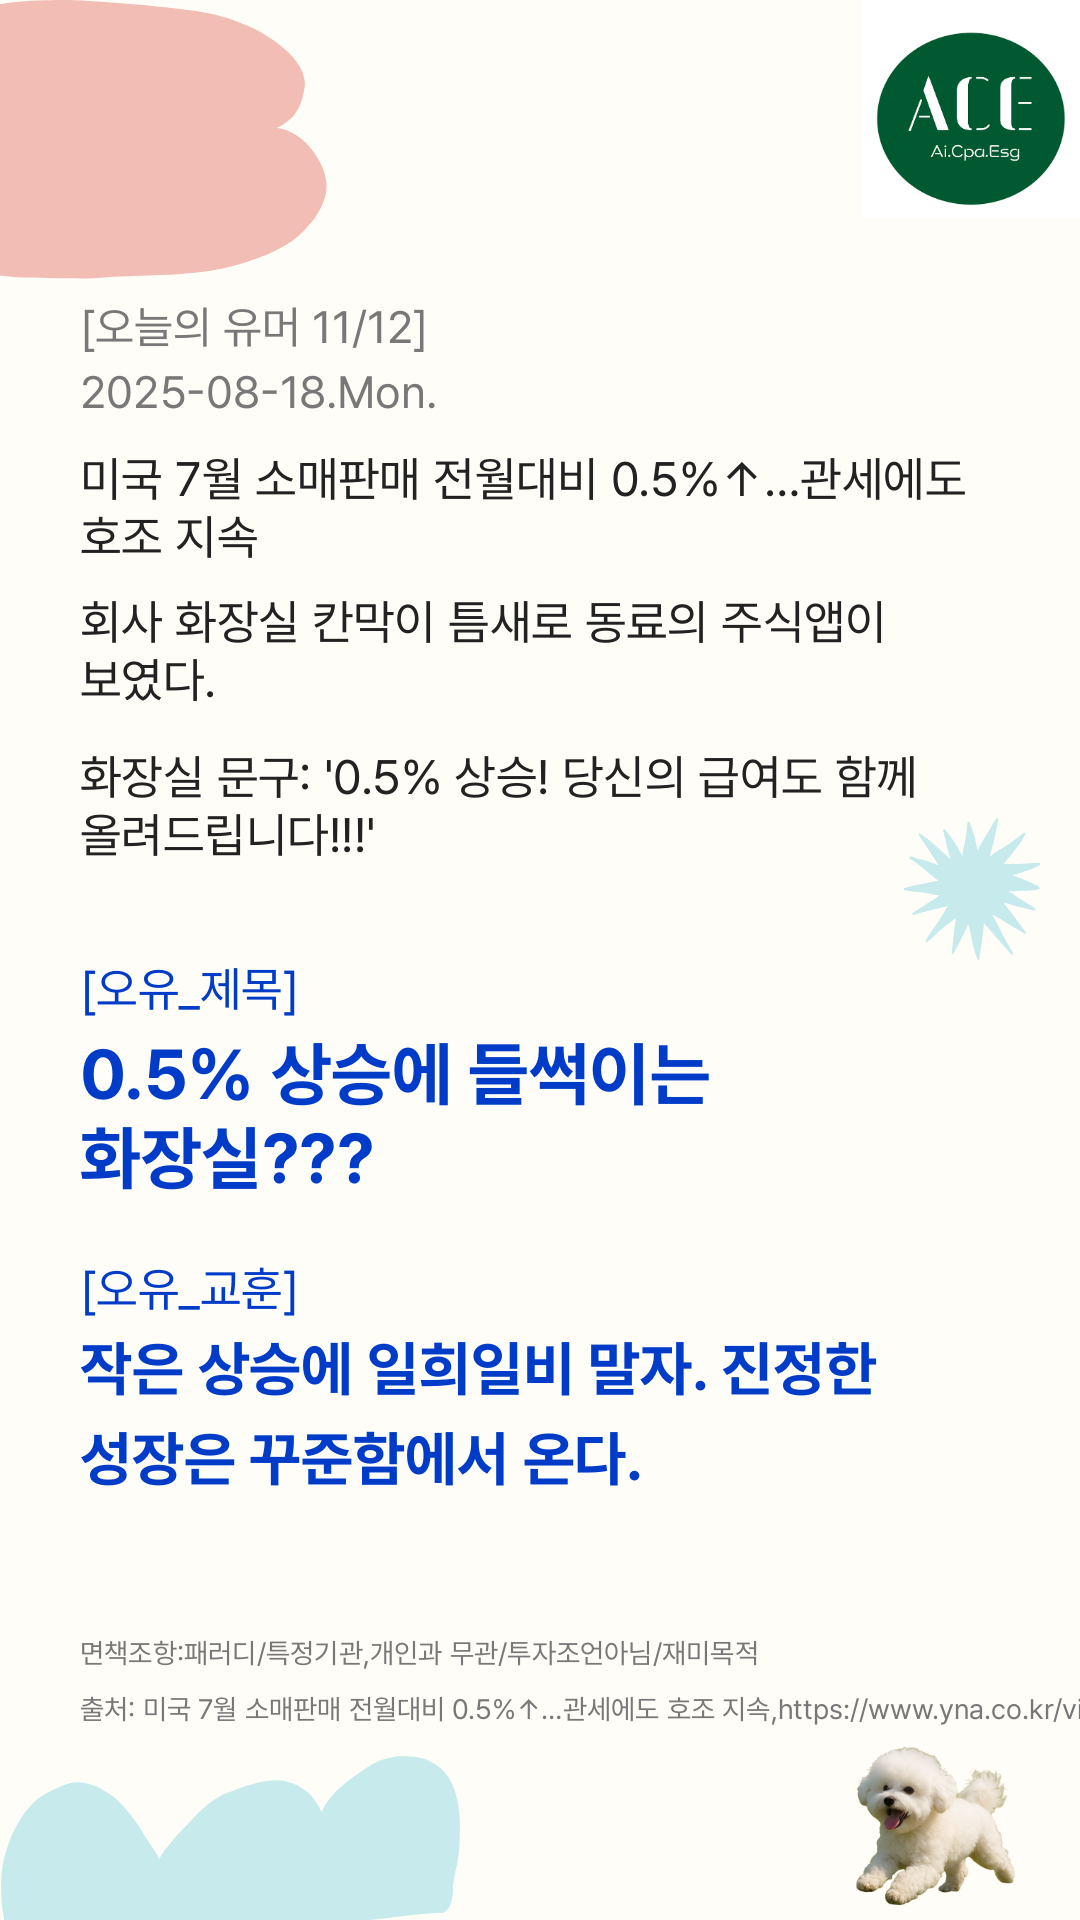 ACE
Ai.Cpa.Esg
[오늘의 유머 11/12]
2025-08-18.Mon.
미국 7월 소매판매 전월대비 0.5%↑…관세에도
호조 지속
회사 화장실 칸막이 틈새로 동료의 주식앱이
보였다.
화장실 문구: '0.5% 상승! 당신의 급여도 함께
올려드립니다!!!'
[오유_제목]
0.5% 상승에 들썩이는
화장실???
[오유_교훈]
작은 상승에 일희일비 말자. 진정한
성장은 꾸준함에서 온다.
면책조항:패러디/특정기관,개인과 무관/투자조언아님/재미목적
출처: 미국 7월 소매판매 전월대비 0.5%↑…관세에도 호조 지속,https://www.yna.co.kr/vi